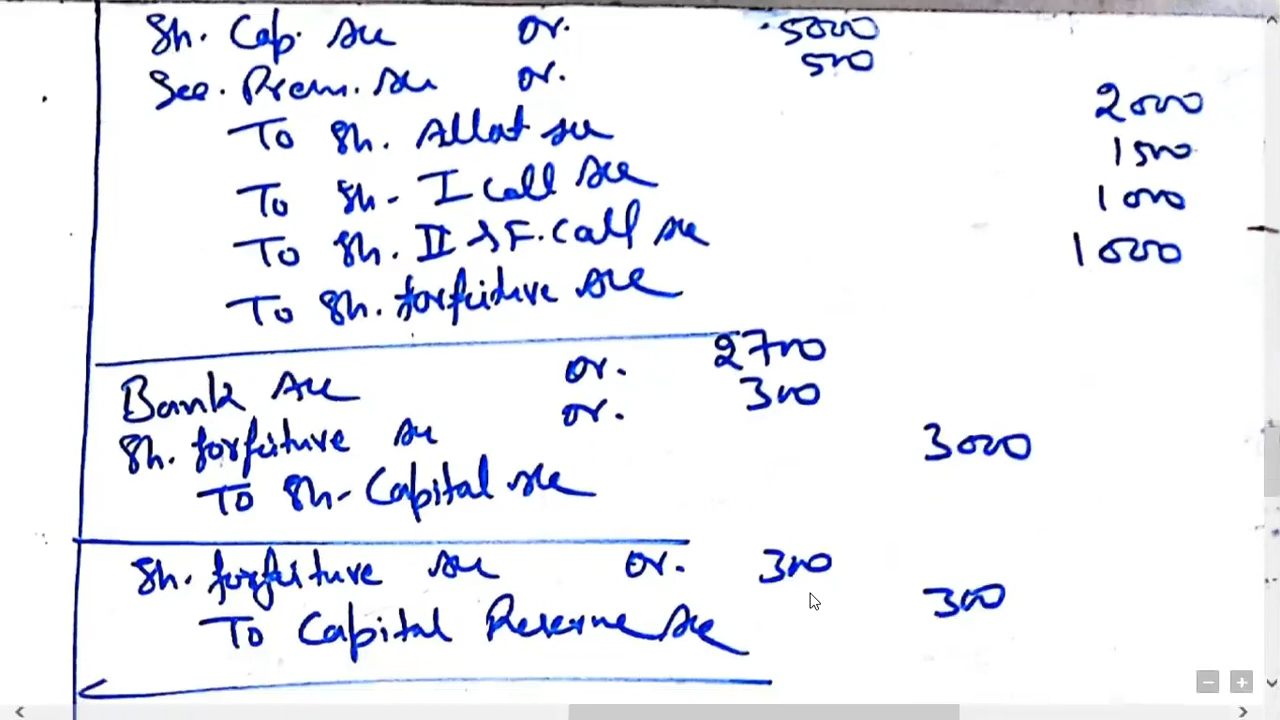 Sh. Cap. A/c Dr. 5000
Sec. Prem. A/c Dr. 500
To Sh. Allot A/c 2000
To Sh- I call A/c 1500
To Sh. II & F. call A/c 1000
To Sh. forfeiture A/c 1000
Bank A/c Dr. 2700
Sh. forfeiture A/c Dr. 300
To Sh- Capital A/c 3000
Sh. forfeiture A/c Dr. 300
To Capital Reserve A/c 300